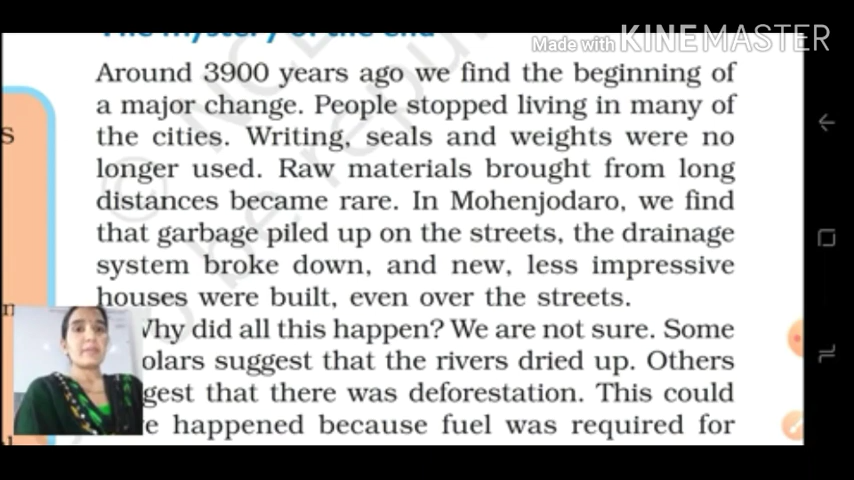 The mystery of the end
Made with KINEMASTER
Around 3900 years ago we find the beginning of
a major change. People stopped living in many of
the cities. Writing, seals and weights were no
longer used. Raw materials brought from long
distances became rare. In Mohenjodaro, we find
that garbage piled up on the streets, the drainage
system broke down, and new, less impressive
houses were built, even over the streets.
Why did all this happen? We are not sure. Some
olars suggest that the rivers dried up. Others
gest that there was deforestation. This could
e happened because fuel was required for